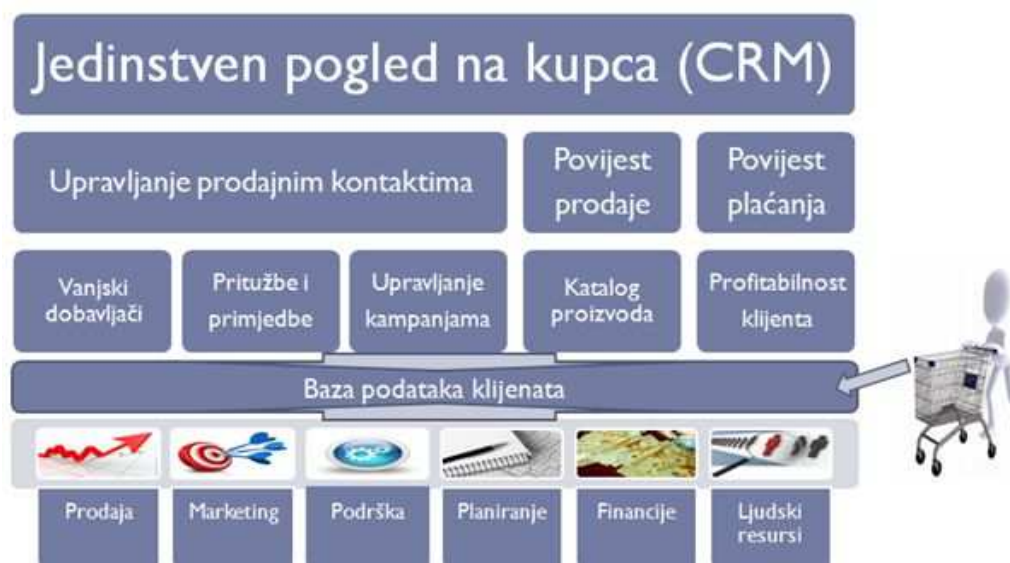 Jedinstven pogled na kupca (CRM)
Upravljanje prodajnim kontaktima
Povijest
prodaje
Povijest
plaćanja
Vanjski
dobavljači
Pritužbe i
primjedbe
Upravljanje
kampanjama
Katalog
proizvoda
Profitabilnost
klijenta
Baza podataka klijenata
Prodaja
Marketing
Podrška
Planiranje
Financije
Ljudski
resursi